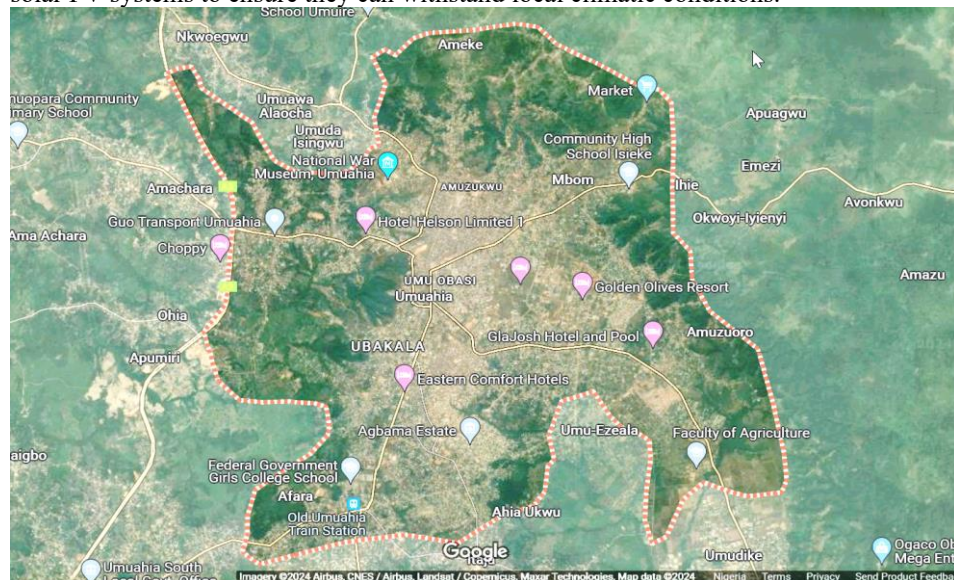 solar PV systems to ensure they can withstand local climatic conditions.
School Umuire
Nkwoegwu
Ameke
Market
nuopara Community
imary School
Umuawa
Alaocha
Apuagwu
Umuda
Isingwu
Community High
School Isieke
National War
Museum, Umuahia
Emezi
Mbom
Ihie
Amachara
AMUZUKWU
Avonkwu
Okwoyi-Iyienyi
Guo Transport Umuahia
Hotel Helson Limited 1
Ama Achara
Choppy
Amazu
UMU OBASI
Umuahia
Golden Olives Resort
Ohia
GlaJosh Hotel and Pool
Amuzuoro
UBAKALA
Apumiri
Eastern Comfort Hotels
Agbama Estate
Umu-Ezeala
Faculty of Agriculture
aigbo
Federal Government
Girls College School
Afara
Old Umuahia
Train Station
Ahia Ukwu
Google
Umudike
Ogaco Ob
Mega Ent
Umuahia South
Imagery ©2024 Airbus, CNES / Airbus, Landsat / Copernicus, Maxar Technologies, Map data ©2024 Nigeria Terms Privacy Send Product Feedba